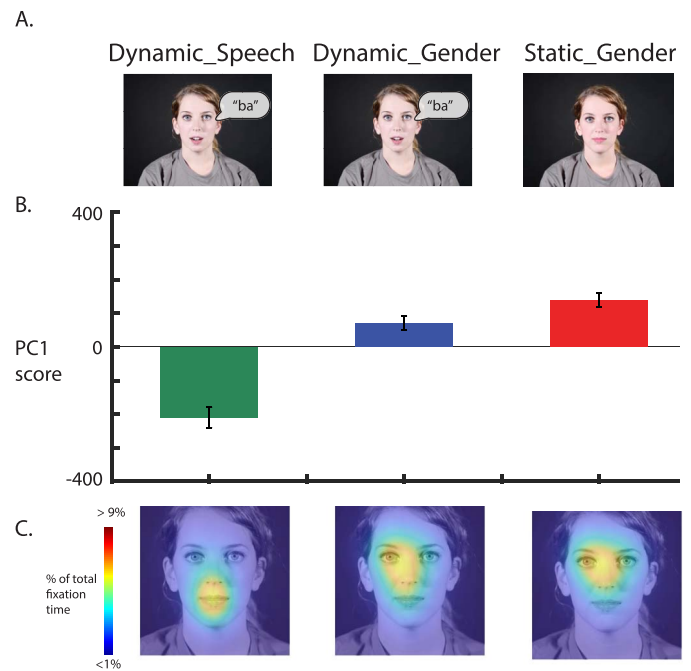 A.
Dynamic_Speech Dynamic_Gender Static_Gender
“ba” “ba”
B.
400
PC1
score
0
-400
C.
> 9%
% of total
fixation
time
<1%